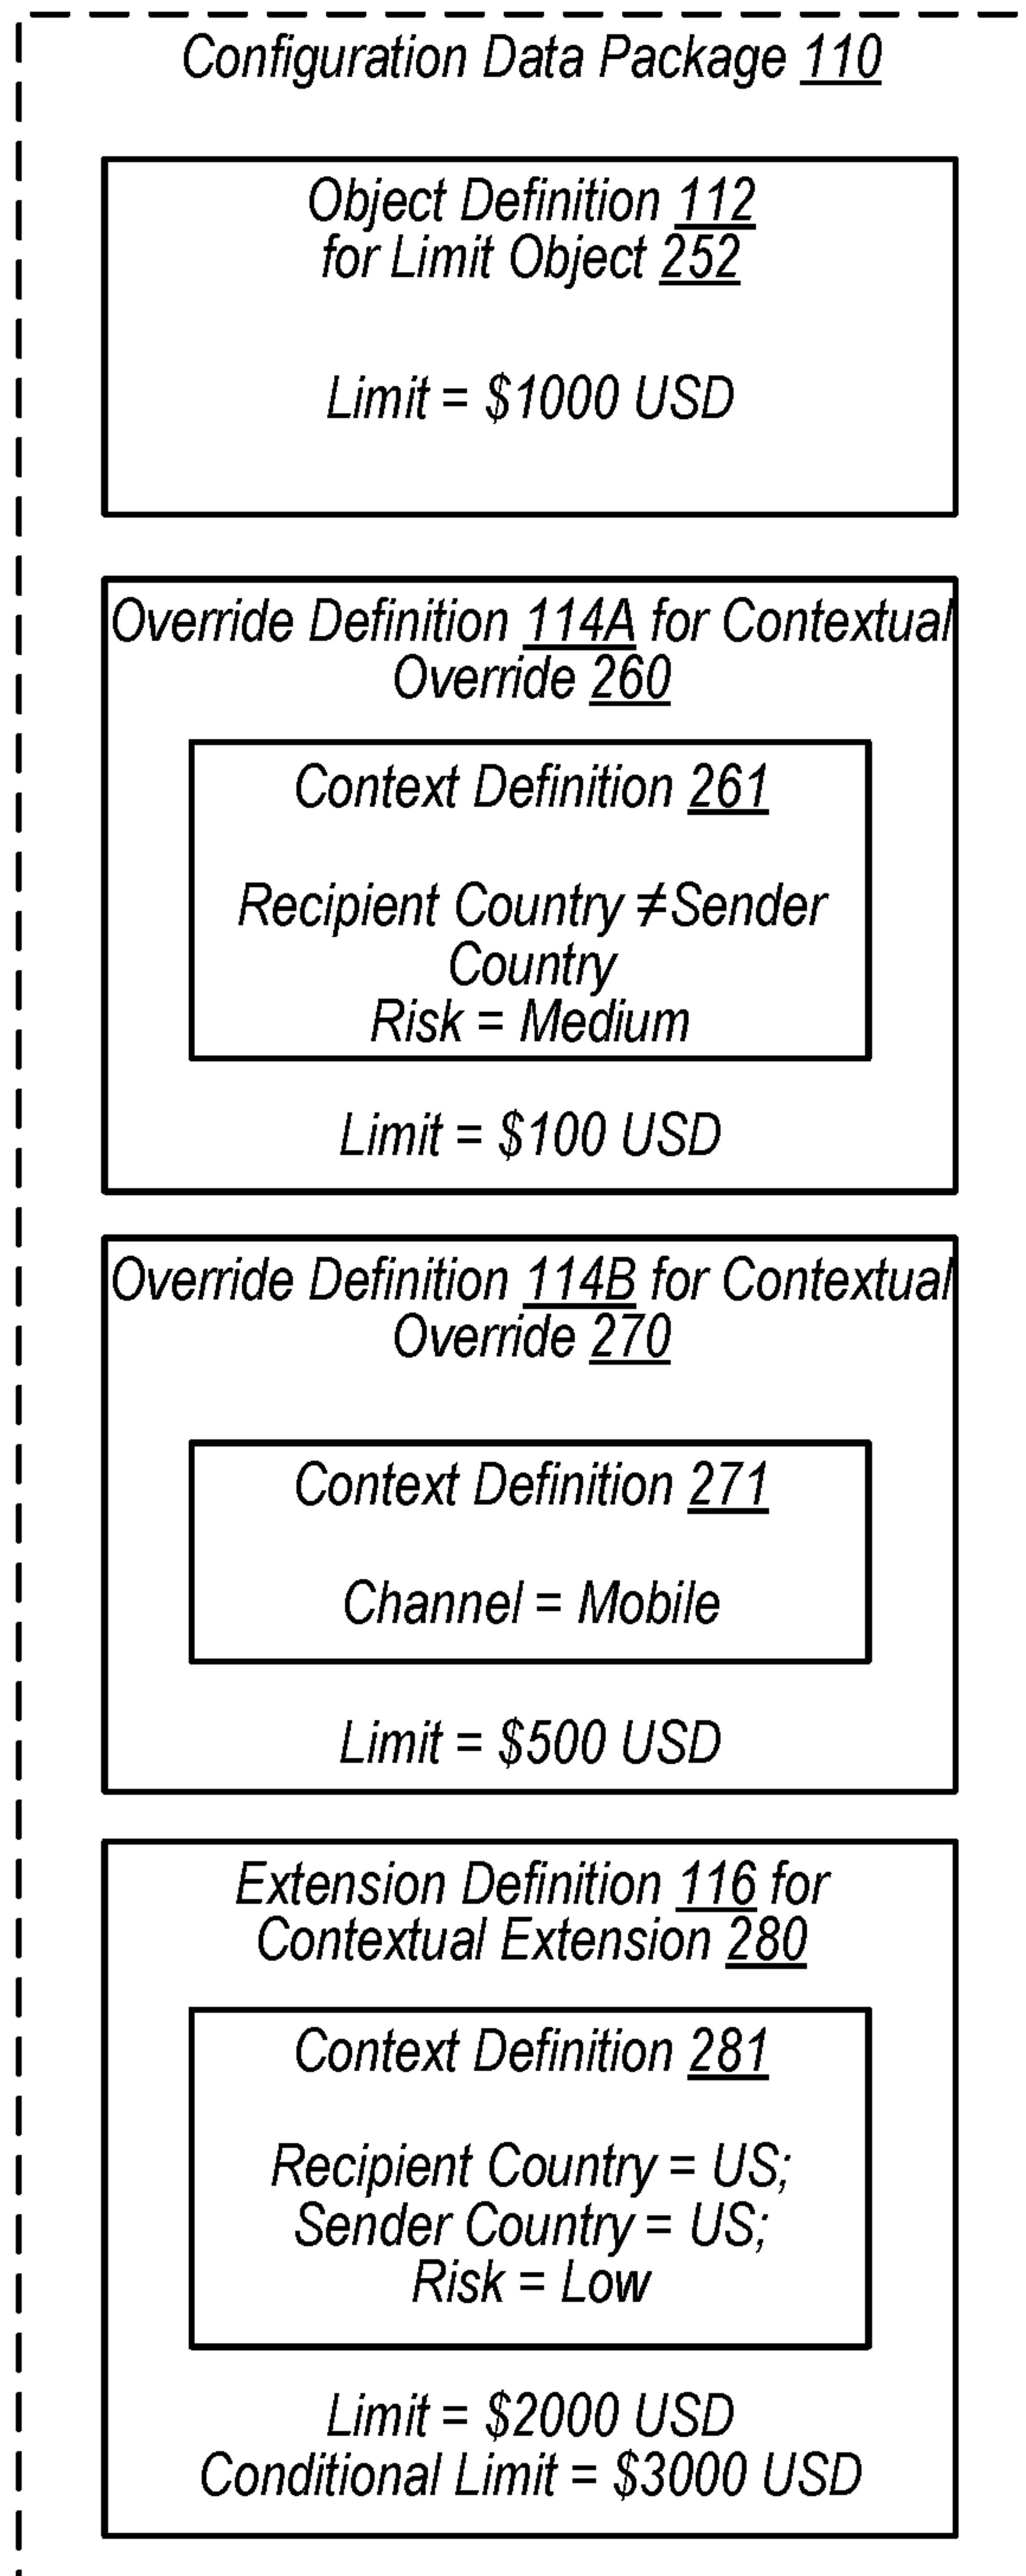 Configuration Data Package 110
Object Definition 112
for Limit Object 252
Limit = $1000 USD
Override Definition 114A for Contextual
Override 260
Context Definition 261
Recipient Country ≠Sender
Country
Risk = Medium
Limit = $100 USD
Override Definition 114B for Contextual
Override 270
Context Definition 271
Channel = Mobile
Limit = $500 USD
Extension Definition 116 for
Contextual Extension 280
Context Definition 281
Recipient Country = US;
Sender Country = US;
Risk = Low
Limit = $2000 USD
Conditional Limit = $3000 USD